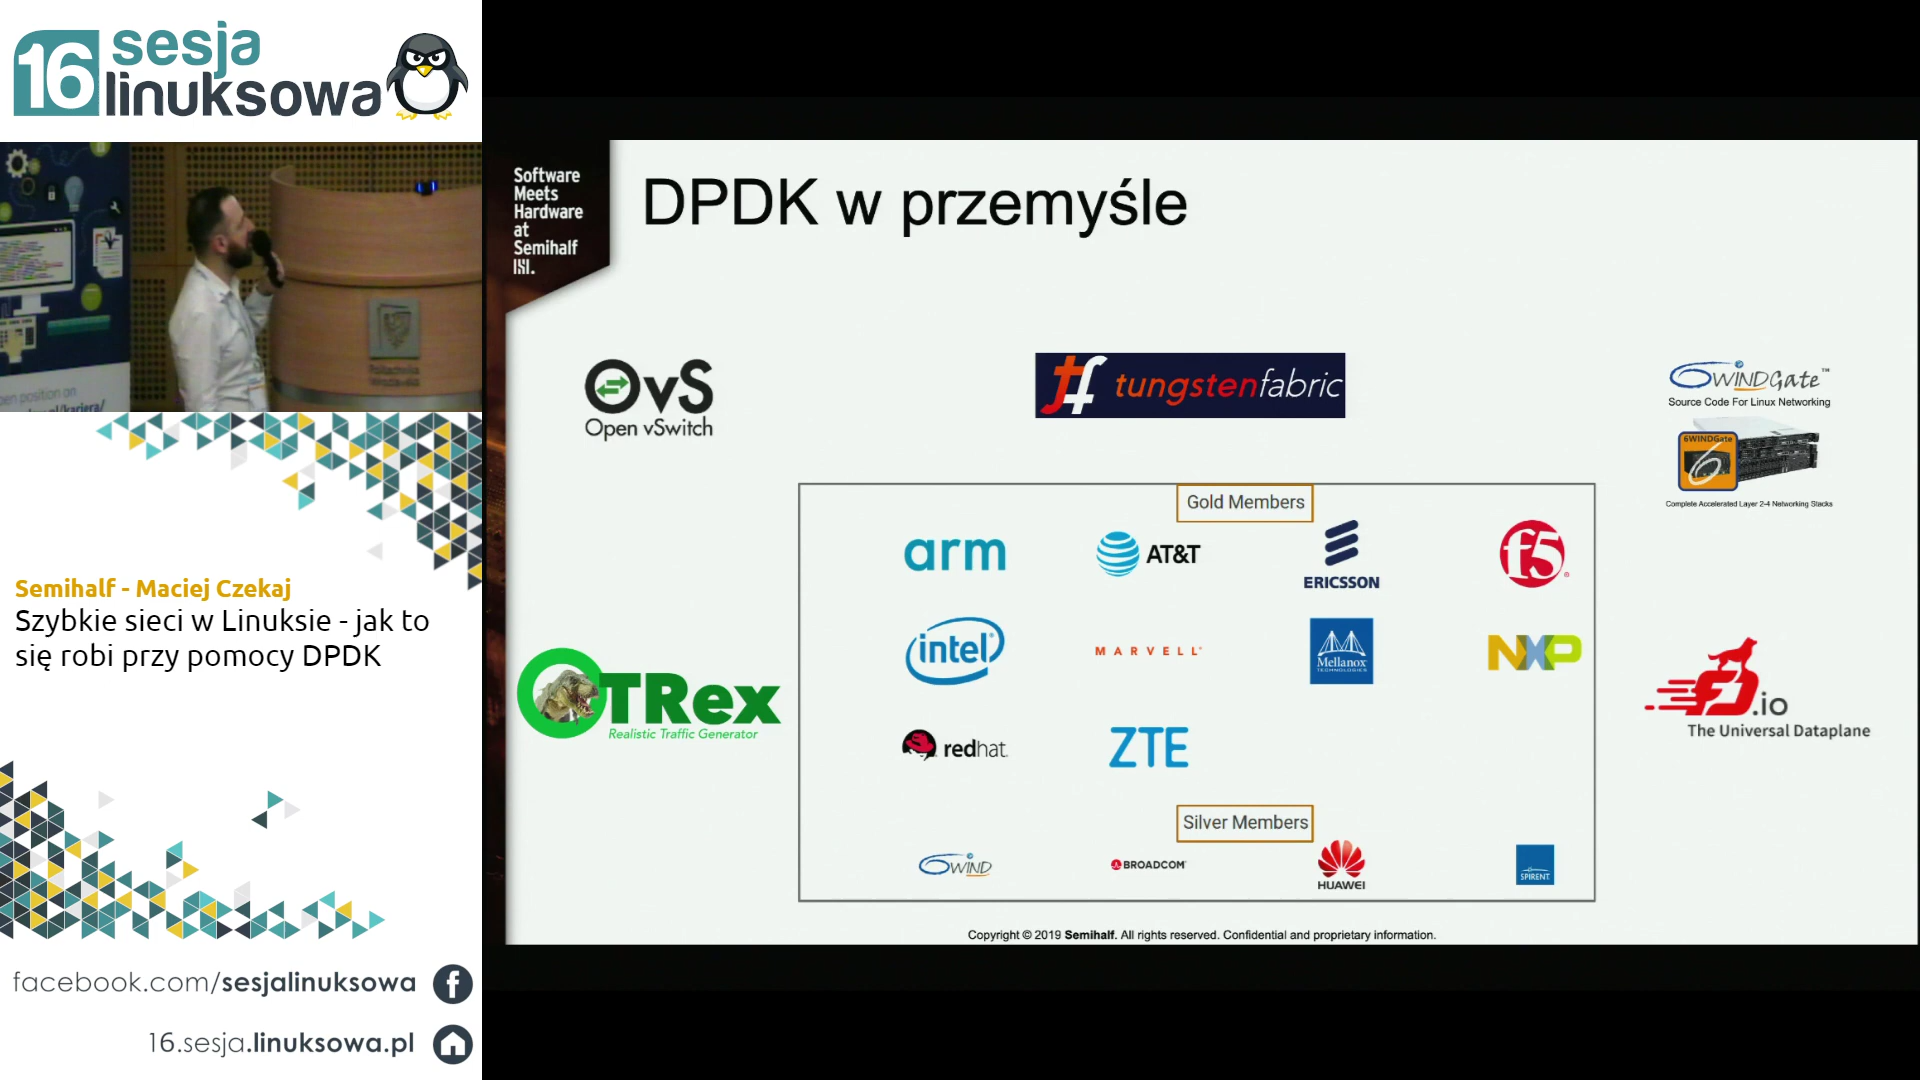 16 sesja
linuksowa
Semihalf - Maciej Czekaj
Szybkie sieci w Linuksie - jak to
się robi przy pomocy DPDK
facebook.com/sesjalinuksowa
16.sesja.linuksowa.pl
Software
Meets
Hardware
at
Semihalf
DPDK w przemyśle
OvS
Open vSwitch
tungstenfabric
6WINDGate™
Source Code For Linux Networking
6WINDGate
6
Complete Accelerated Layer 2-4 Networking Stacks
Gold Members
arm
AT&T
ERICSSON
f5
intel
MARVELL
Mellanox
TECHNOLOGIES
NXP
redhat
ZTE
TRex
Realistic Traffic Generator
FD.io
The Universal Dataplane
Silver Members
6WIND
BROADCOM
HUAWEI
SPIRENT
Copyright © 2019 Semihalf. All rights reserved. Confidential and proprietary information.